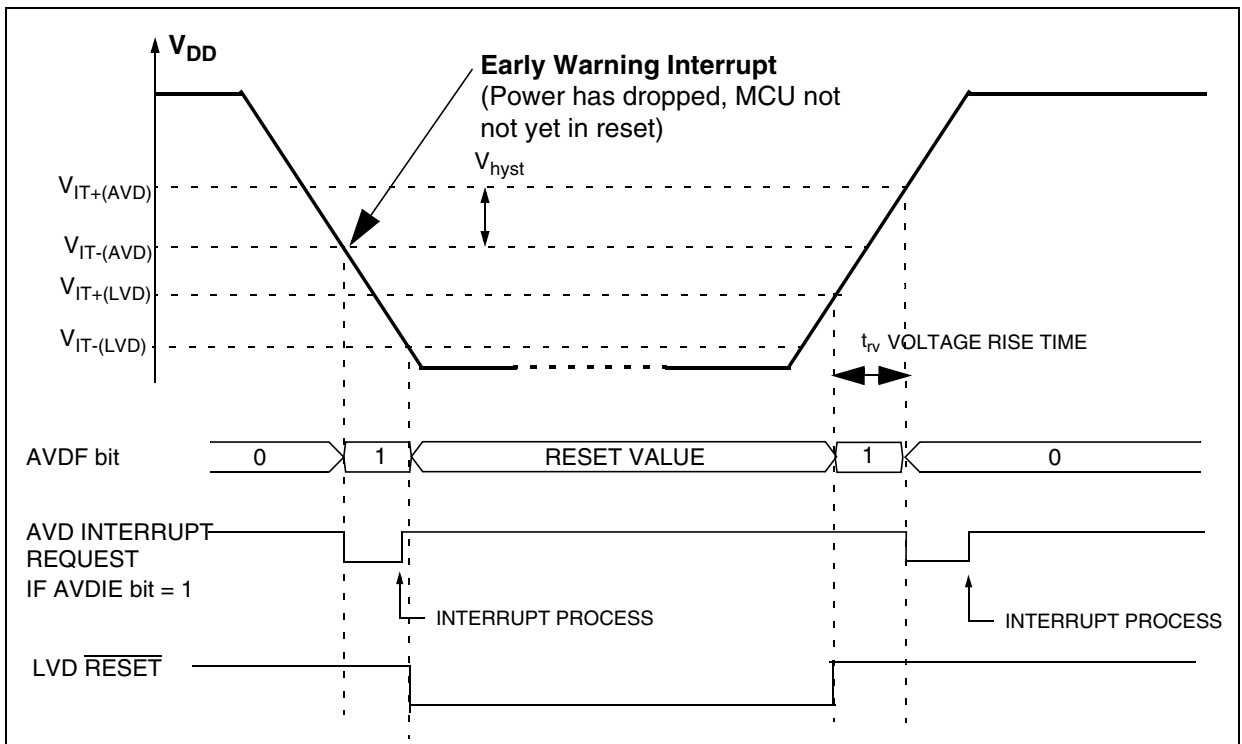 VDD
Early Warning Interrupt
(Power has dropped, MCU not
not yet in reset)
Vhyst
VIT+(AVD)
VIT-(AVD)
VIT+(LVD)
VIT-(LVD)
trv VOLTAGE RISE TIME
AVDF bit
0
1
RESET VALUE
1
0
AVD INTERRUPT
REQUEST
IF AVDIE bit = 1
INTERRUPT PROCESS
INTERRUPT PROCESS
LVD RESET